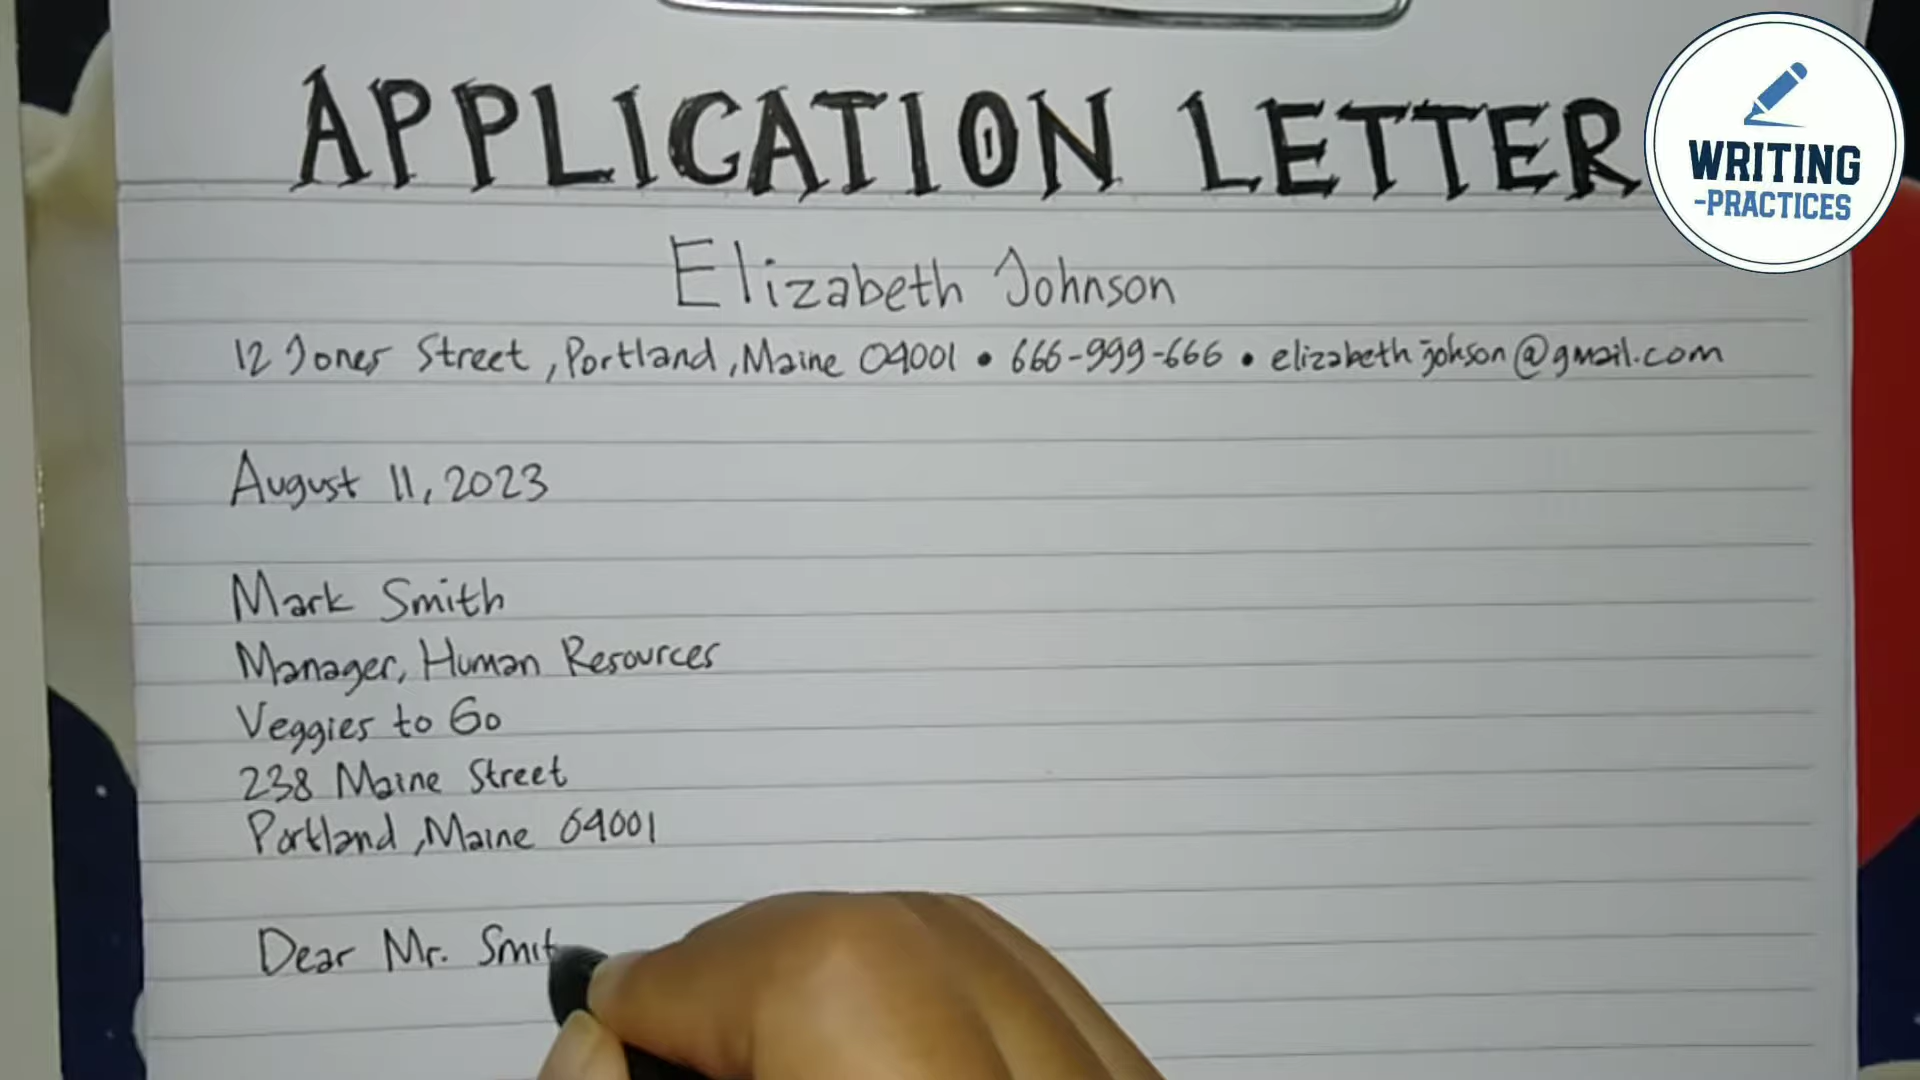 APPLICATION LETTER
WRITING
-PRACTICES
Elizabeth Johnson
12 Jones Street, Portland, Maine 04001 • 666-999-666 • elizabethjohson@gmail.com
August 11, 2023
Mark Smith
Manager, Human Resources
Veggies to Go
238 Maine Street
Portland, Maine 04001
Dear Mr. Smit